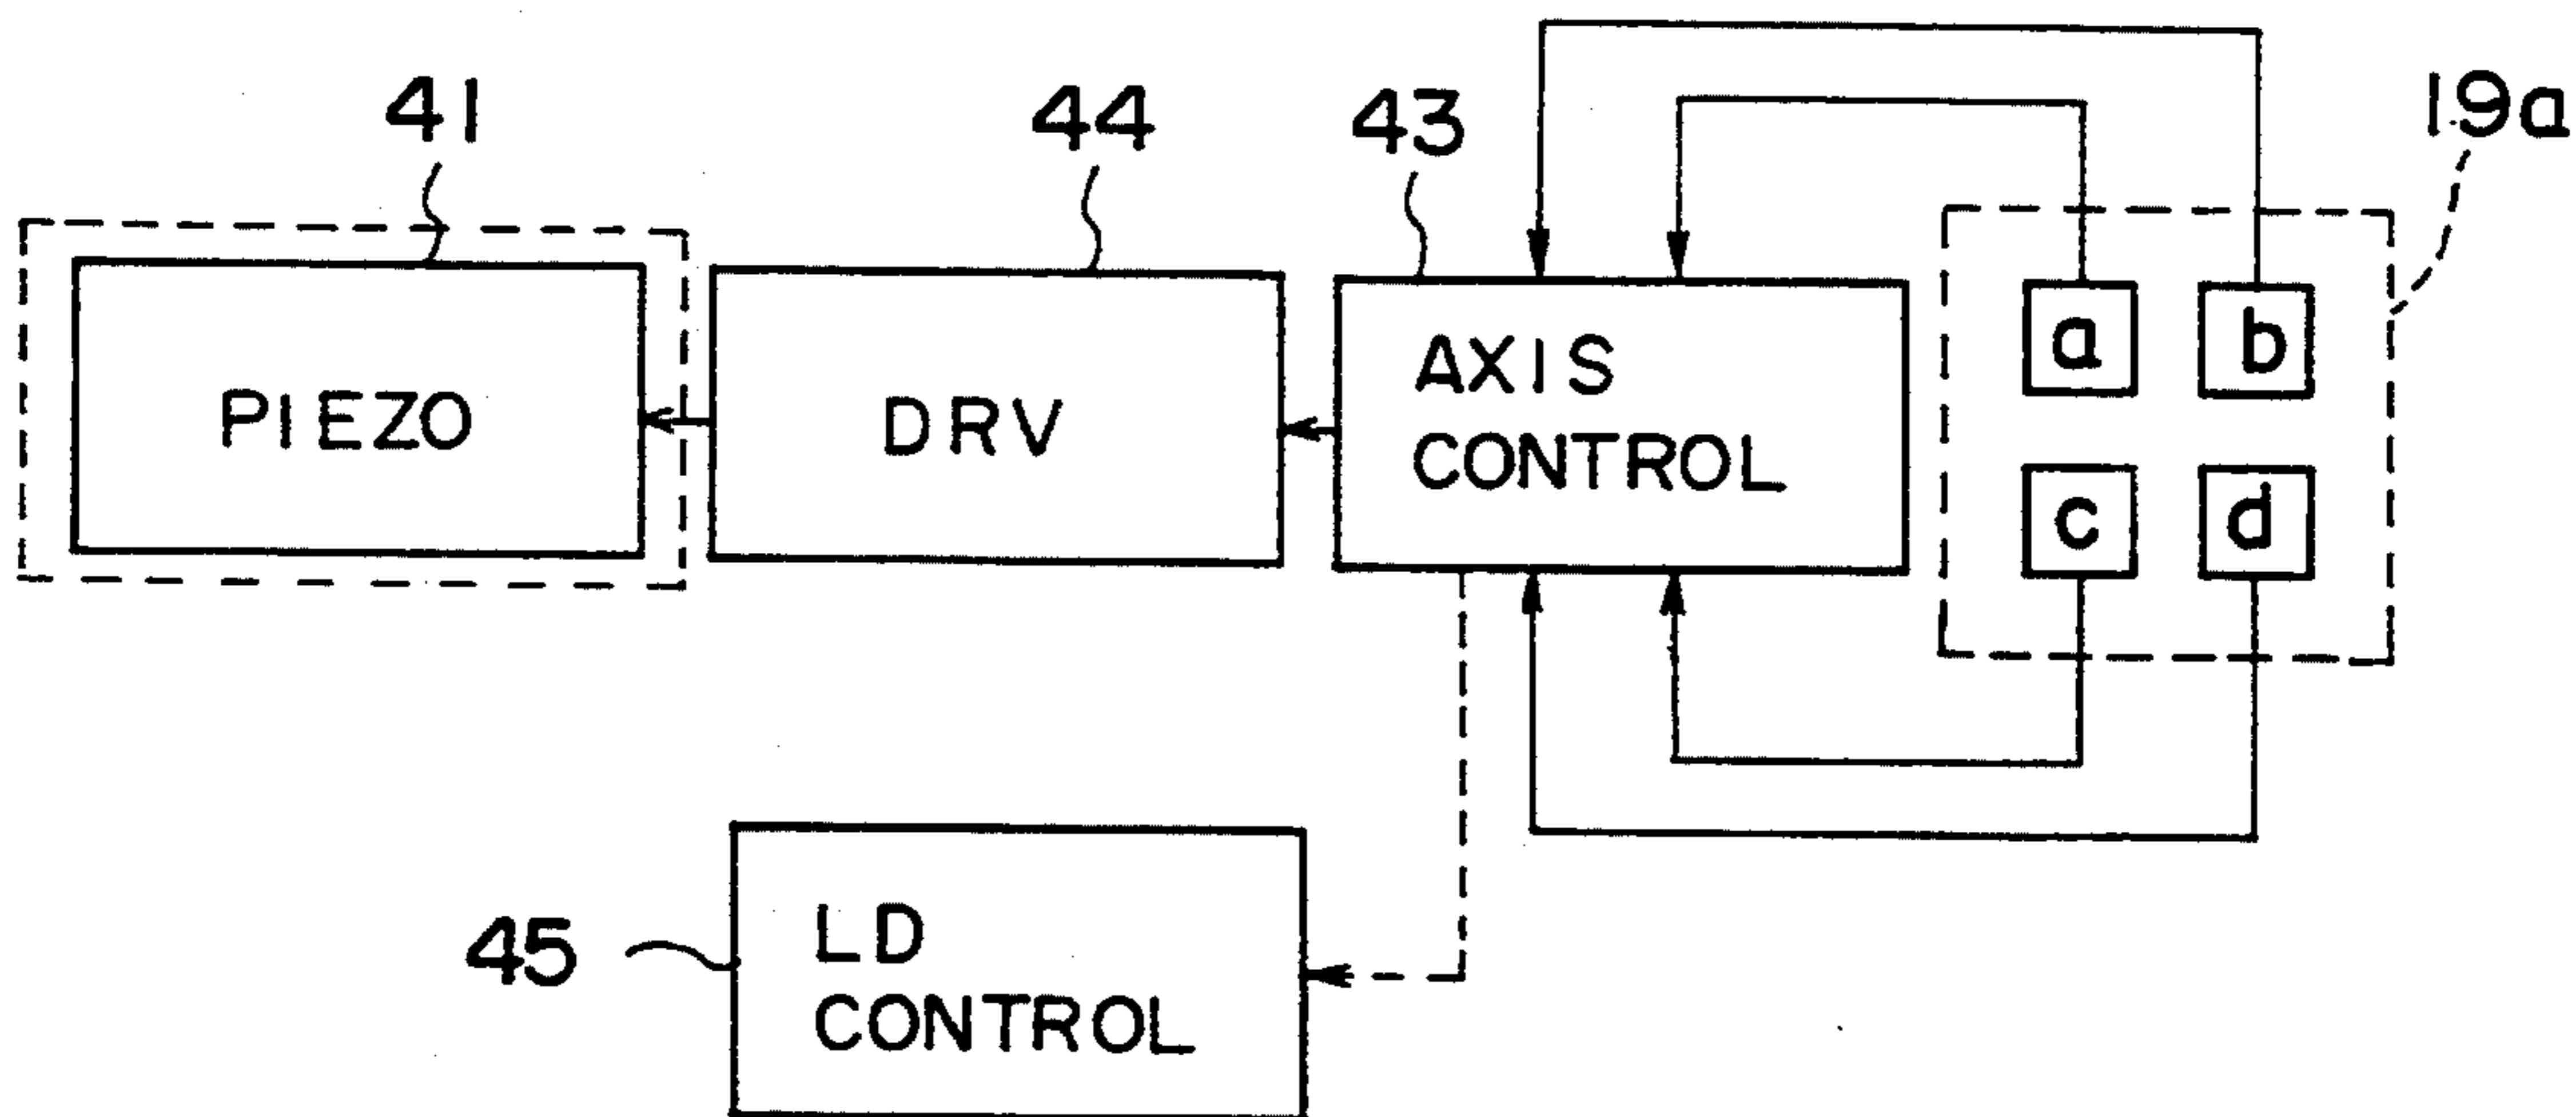 41
44
43
19a
PIEZO
DRV
AXIS
CONTROL
a
b
c
d
45
LD
CONTROL